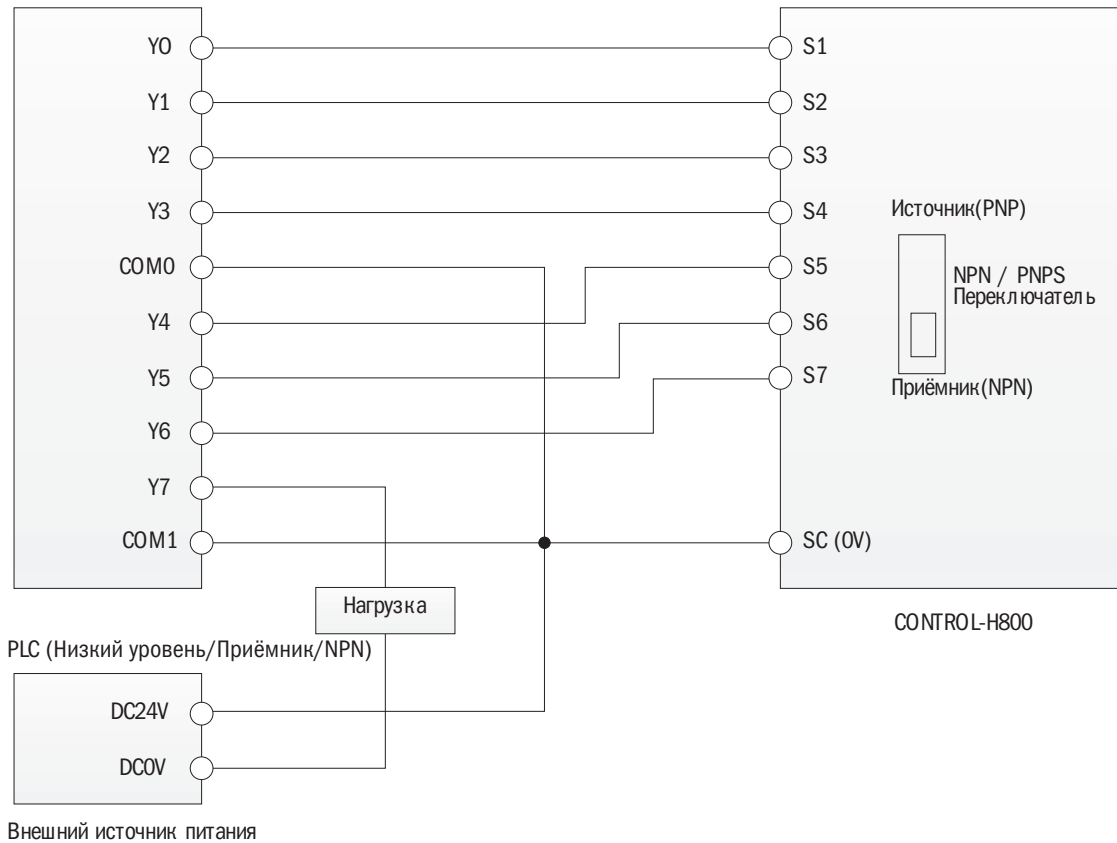 Y0
Y1
Y2
Y3
COM0
Y4
Y5
Y6
Y7
COM1
Нагрузка
PLC (Низкий уровень/Приёмник/NPN)
DC24V
DC0V
Внешний источник питания
S1
S2
S3
S4
S5
S6
S7
SC (0V)
Источник(PNP)
NPN / PNPS
Переключатель
Приёмник(NPN)
CONTROL-H800